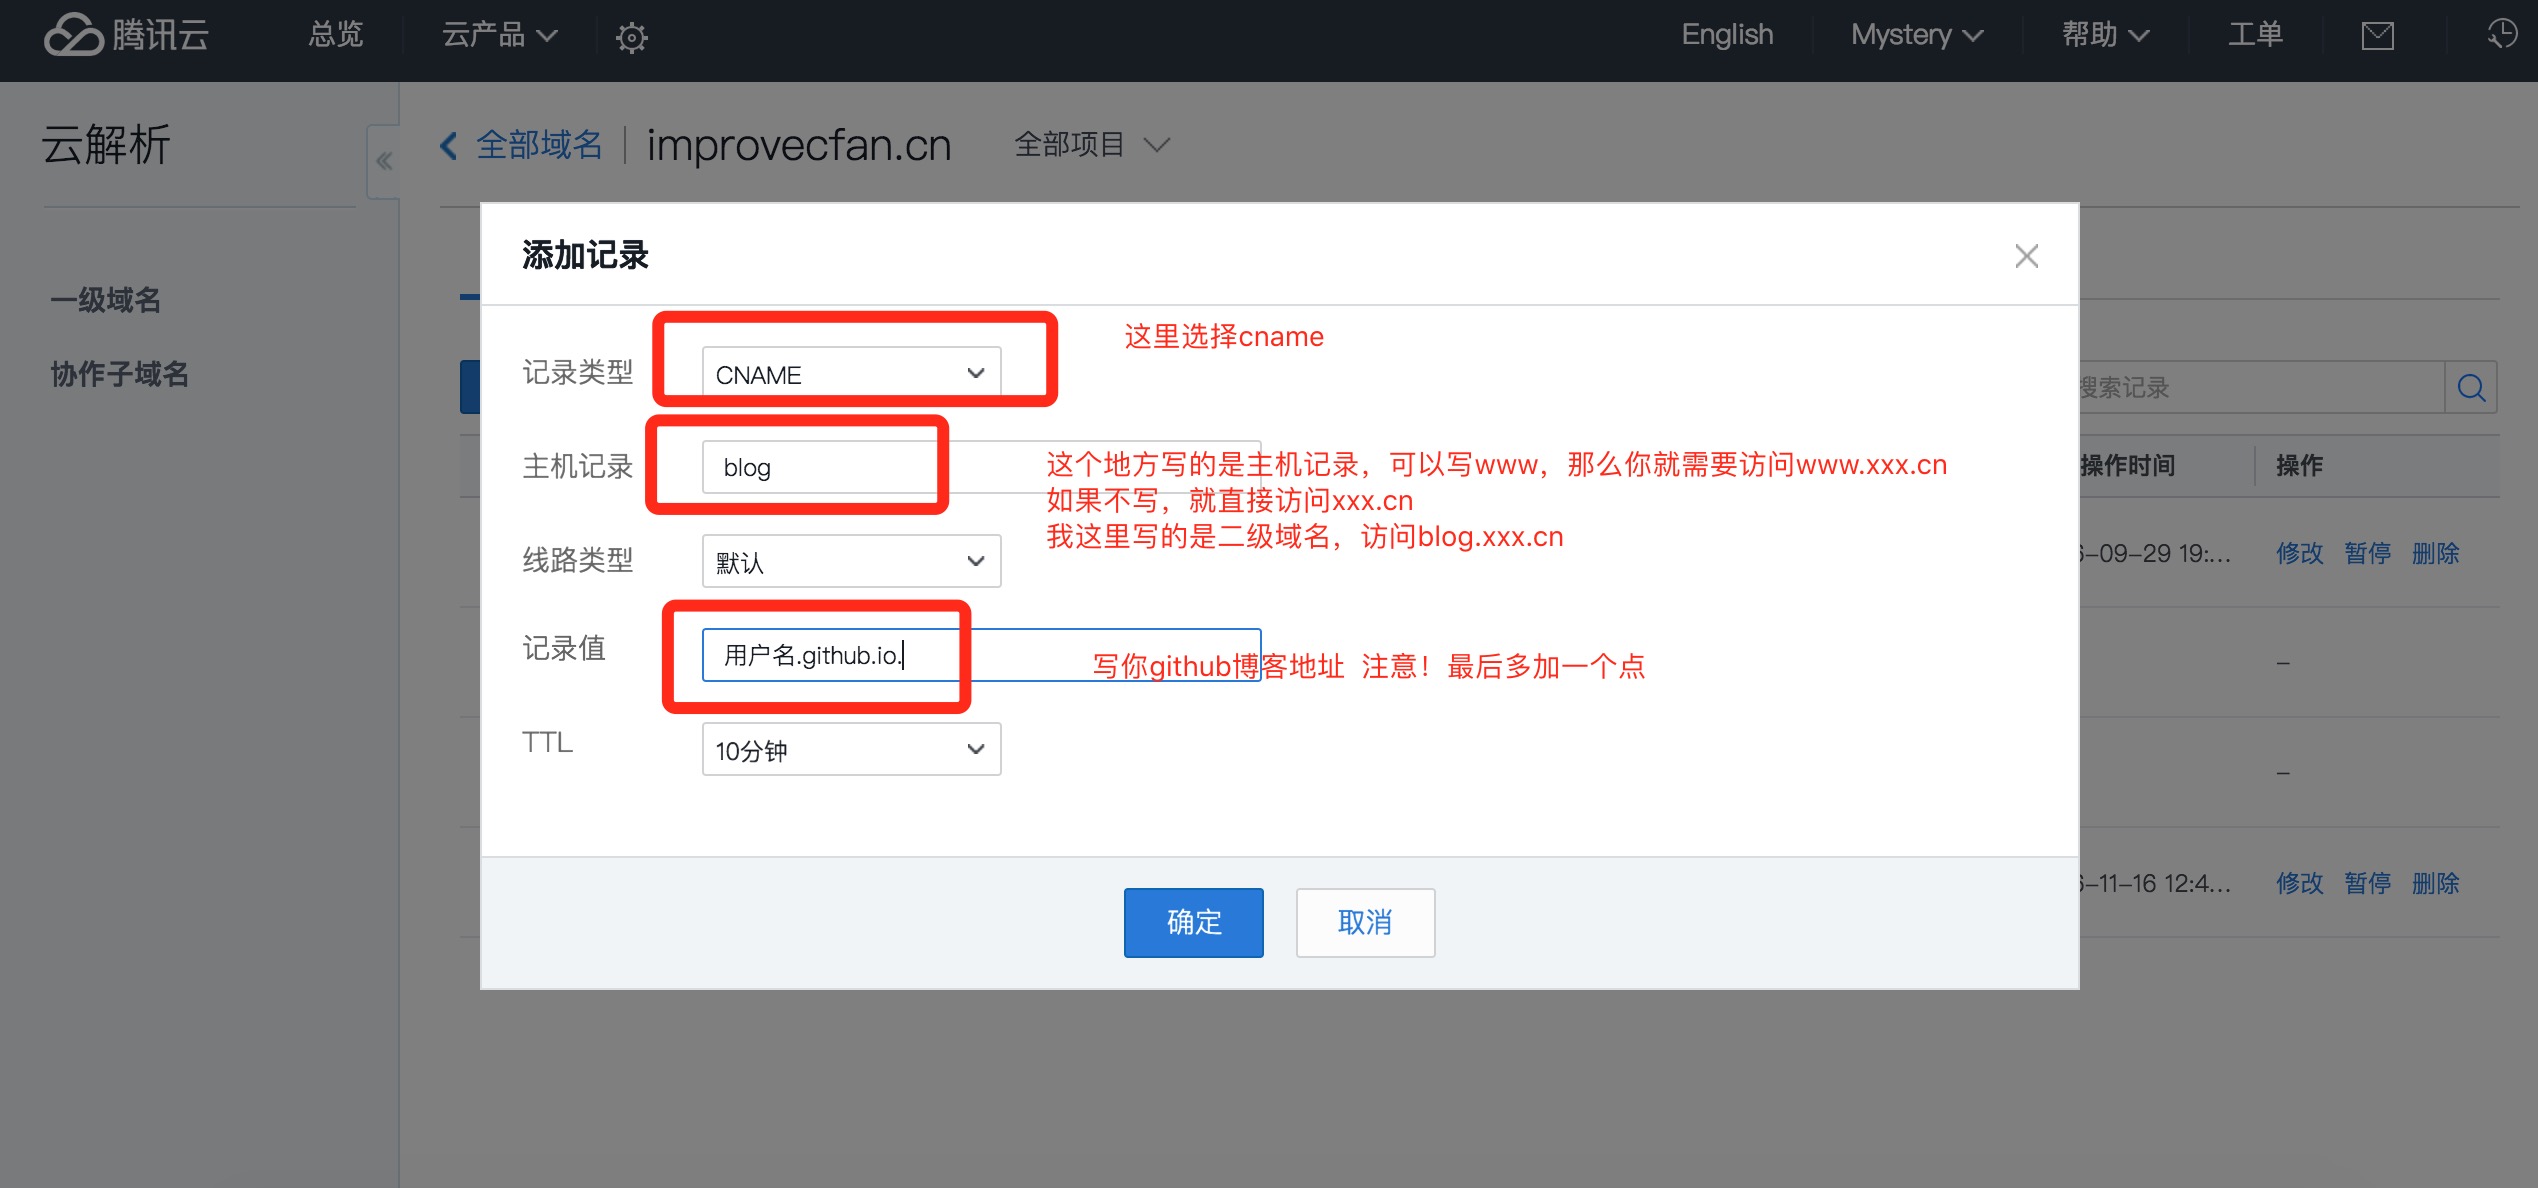 腾讯云 总览 云产品 English Mystery 帮助 工单
云解析
全部域名 improvecfan.cn 全部项目
一级域名
协作子域名
添加记录
这里选择cname
记录类型 CNAME
搜索记录
主机记录 blog
这个地方写的是主机记录，可以写www，那么你就需要访问www.xxx.cn
如果不写，就直接访问xxx.cn
我这里写的是二级域名，访问blog.xxx.cn
操作时间 操作
线路类型 默认
-09-29 19:... 修改 暂停 删除
记录值 用户名.github.io.
写你github博客地址 注意！最后多加一个点
–
TTL 10分钟
–
-11-16 12:4... 修改 暂停 删除
确定 取消